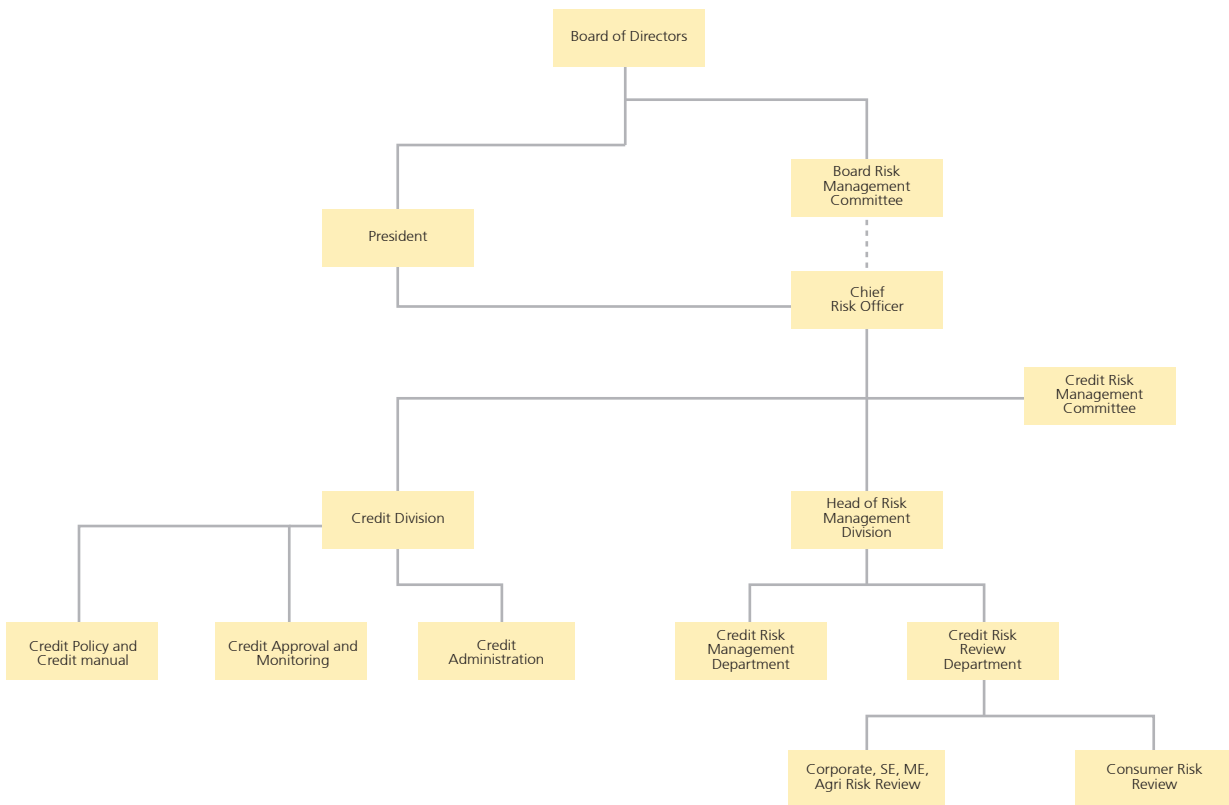 Board of Directors
Board Risk
Management
Committee
President
Chief
Risk Officer
Credit Risk
Management
Committee
Credit Division
Head of Risk
Management
Division
Credit Policy and
Credit manual
Credit Approval and
Monitoring
Credit
Administration
Credit Risk
Management
Department
Credit Risk
Review
Department
Corporate, SE, ME,
Agri Risk Review
Consumer Risk
Review